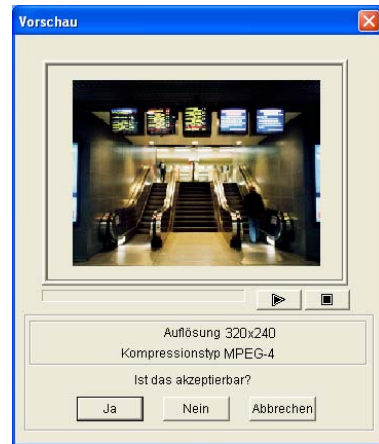 Vorschau
Auflösung 320x240
Kompressionstyp MPEG-4
Ist das akzeptierbar?
Ja Nein Abbrechen